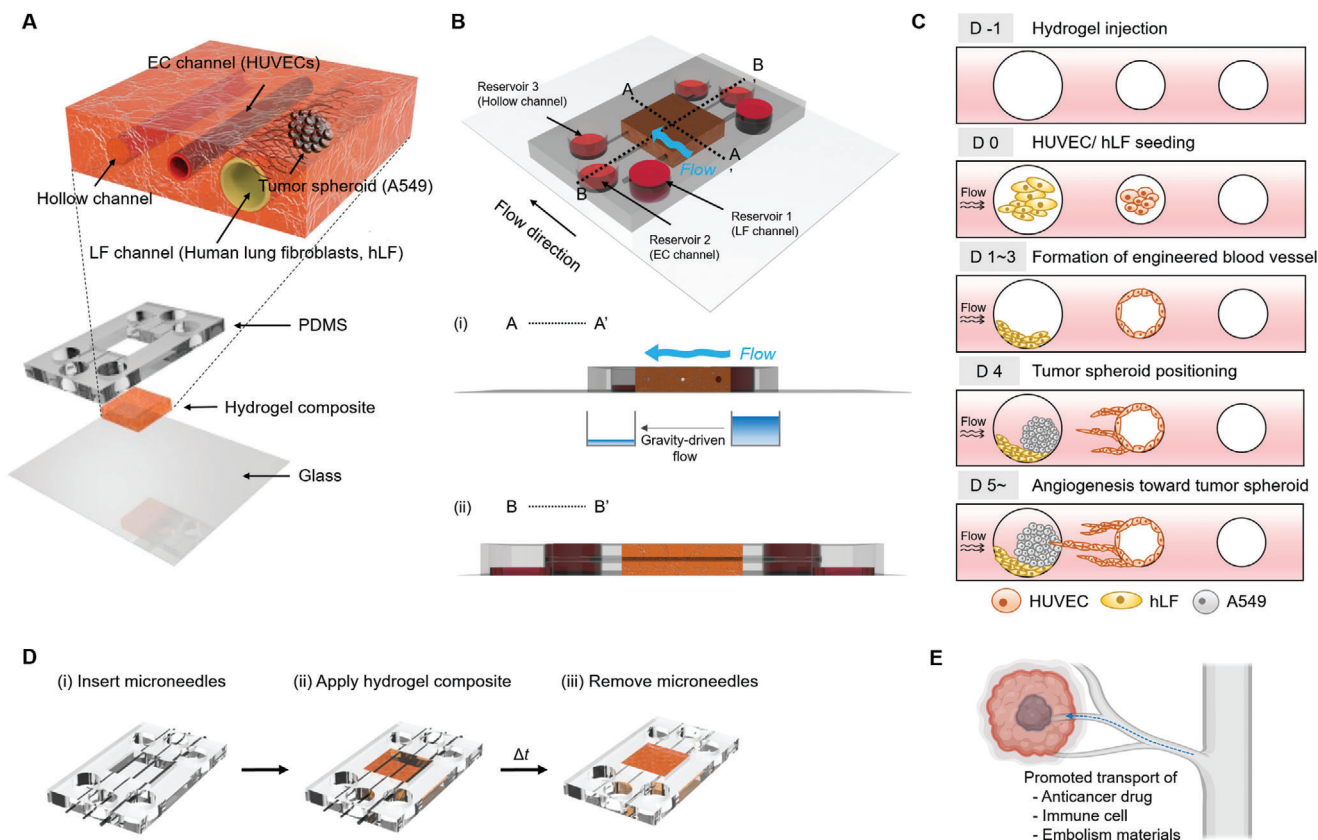 A
EC channel (HUVECs)
Hollow channel
Tumor spheroid (A549)
LF channel (Human lung fibroblasts, hLF)
PDMS
Hydrogel composite
Glass
B
Reservoir 3
(Hollow channel)
A
B
'
Flow
A
'
B
Flow direction
Reservoir 1
(LF channel)
Reservoir 2
(EC channel)
(i) A A’
Flow
Gravity-driven
flow
(ii) B B’
C
D -1 Hydrogel injection
D 0 HUVEC/ hLF seeding
Flow
D 1~3 Formation of engineered blood vessel
Flow
D 4 Tumor spheroid positioning
Flow
D 5~ Angiogenesis toward tumor spheroid
Flow
HUVEC hLF A549
D
(i) Insert microneedles
(ii) Apply hydrogel composite
Δt
(iii) Remove microneedles
E
Promoted transport of
- Anticancer drug
- Immune cell
- Embolism materials